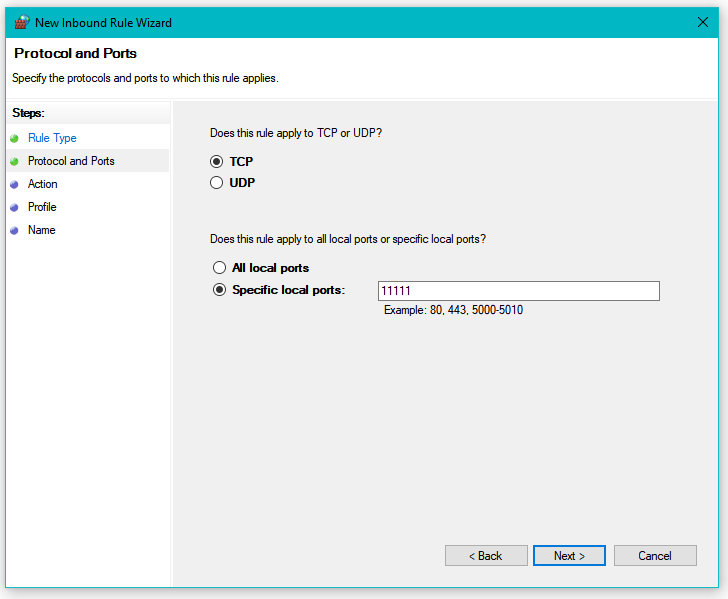 New Inbound Rule Wizard
Protocol and Ports
Specify the protocols and ports to which this rule applies.
Steps:
Rule Type
Protocol and Ports
Action
Profile
Name
Does this rule apply to TCP or UDP?
TCP
UDP
Does this rule apply to all local ports or specific local ports?
All local ports
Specific local ports: 11111
Example: 80, 443, 5000-5010
< Back Next > Cancel